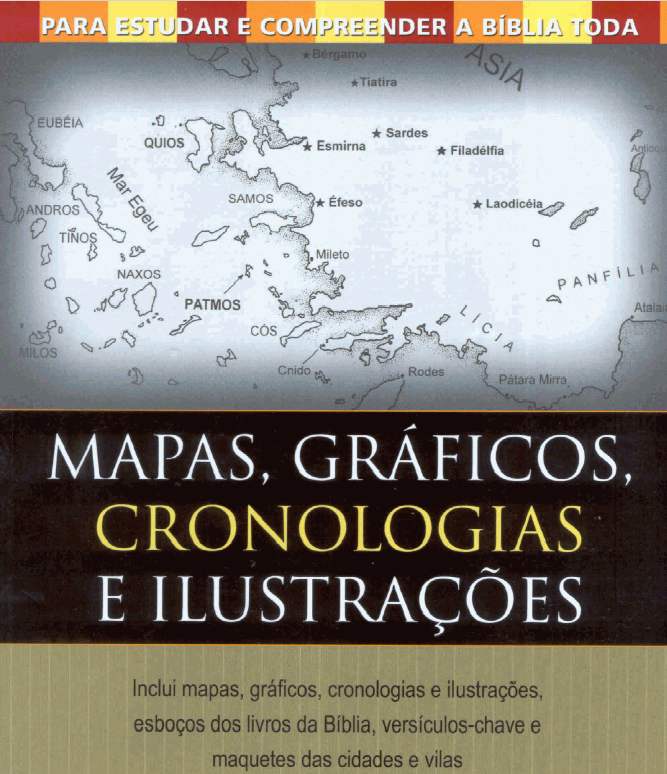 PARA ESTUDAR E COMPREENDER A BÍBLIA TODA
Bérgamo
ASIA
Tiatira
EUBÉIA
QUIOS
Esmirna
Sardes
Filadélfia
Mar Egeu
ANDROS
SAMOS
Éfeso
Laodicéia
TINOS
Mileto
NAXOS
PANFÍLIA
PATMOS
LÍCIA
CÓS
MILOS
Cnido
Rodes
Pátara Mirra
MAPAS, GRÁFICOS,
CRONOLOGIAS
E ILUSTRAÇÕES
Inclui mapas, gráficos, cronologias e ilustrações,
esboços dos livros da Bíblia, versículos-chave e
maquetes das cidades e vilas